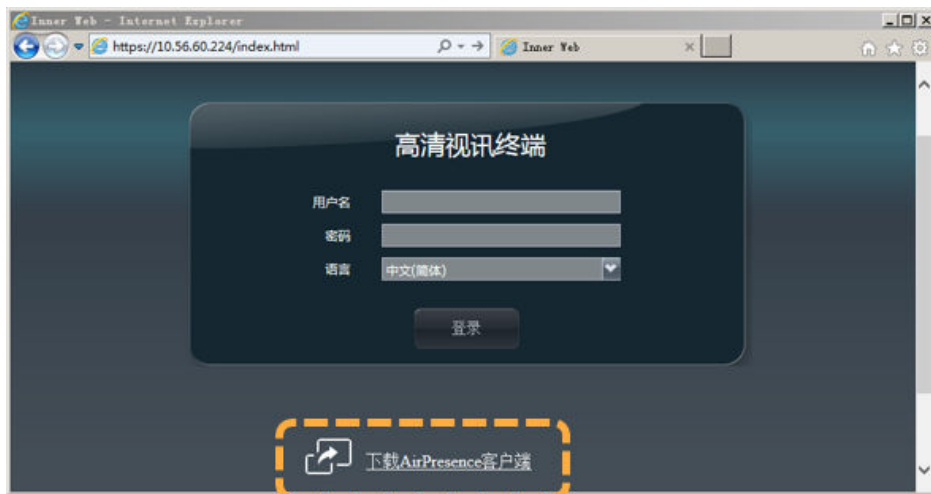 Inner Web - Internet Explorer
https://10.56.60.224/index.html
Inner Web
高清视讯终端
用户名
密码
语言
中文(简体)
登录
下载AirPresence客户端